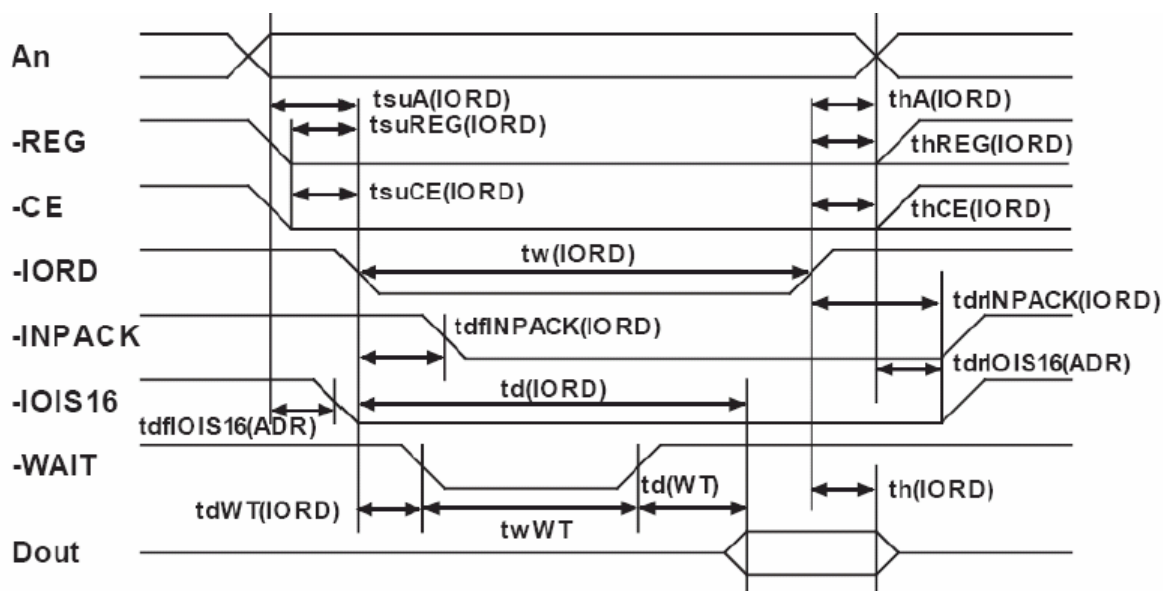 An
tsuA(IORD)
thA(IORD)
tsuREG(IORD)
-REG
thREG(IORD)
tsuCE(IORD)
-CE
thCE(IORD)
tw(IORD)
-IORD
tdrINPACK(IORD)
-INPACK
tdfINPACK(IORD)
tdrIOIS16(ADR)
-IOIS16
td(IORD)
tdfIOIS16(ADR)
-WAIT
td(WT)
th(IORD)
tdWT(IORD)
twWT
Dout